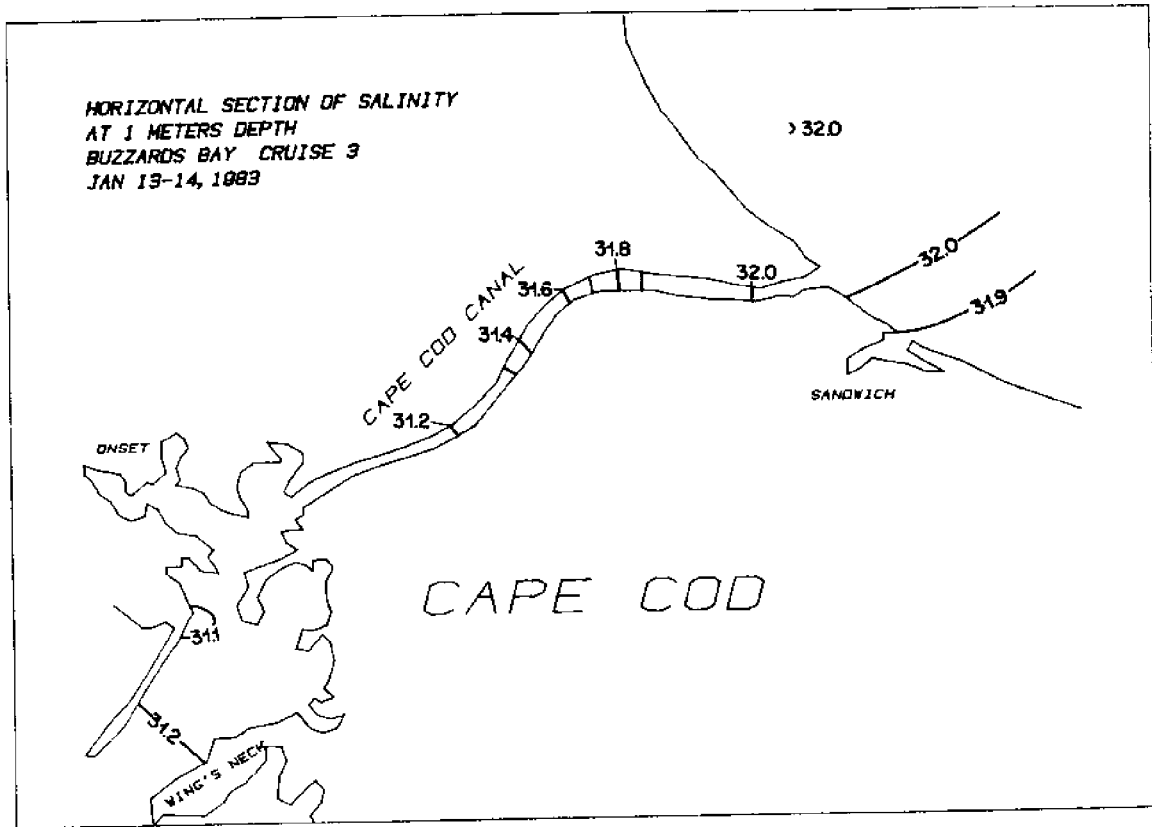 HORIZONTAL SECTION OF SALINITY
AT 1 METERS DEPTH
BUZZARDS BAY CRUISE 3
JAN 13-14, 1983
>32.0
32.0
31.9
31.8
32.0
31.6
31.4
31.2
CAPE COD CANAL
SANDWICH
ONSET
CAPE COD
31.1
31.2
WING'S NECK